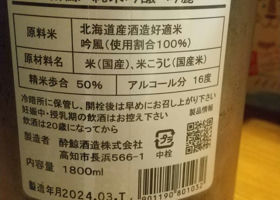 原料米
北海道産酒造好適米
吟風(使用割合100%)
原材料名 米(国産)、米こうじ(国産米)
精米歩合 50% アルコール分 16度
冷暗所に保管し、開栓後は早めにお召し上がり下さい。
妊娠中・授乳期の飲酒はお控え下さい
飲酒は20歳になってから
製品情報
製造者 酔鯨酒造株式会社
高知市長浜566-1
中栓
内容量 1800ml
製造年月 2024.03.T